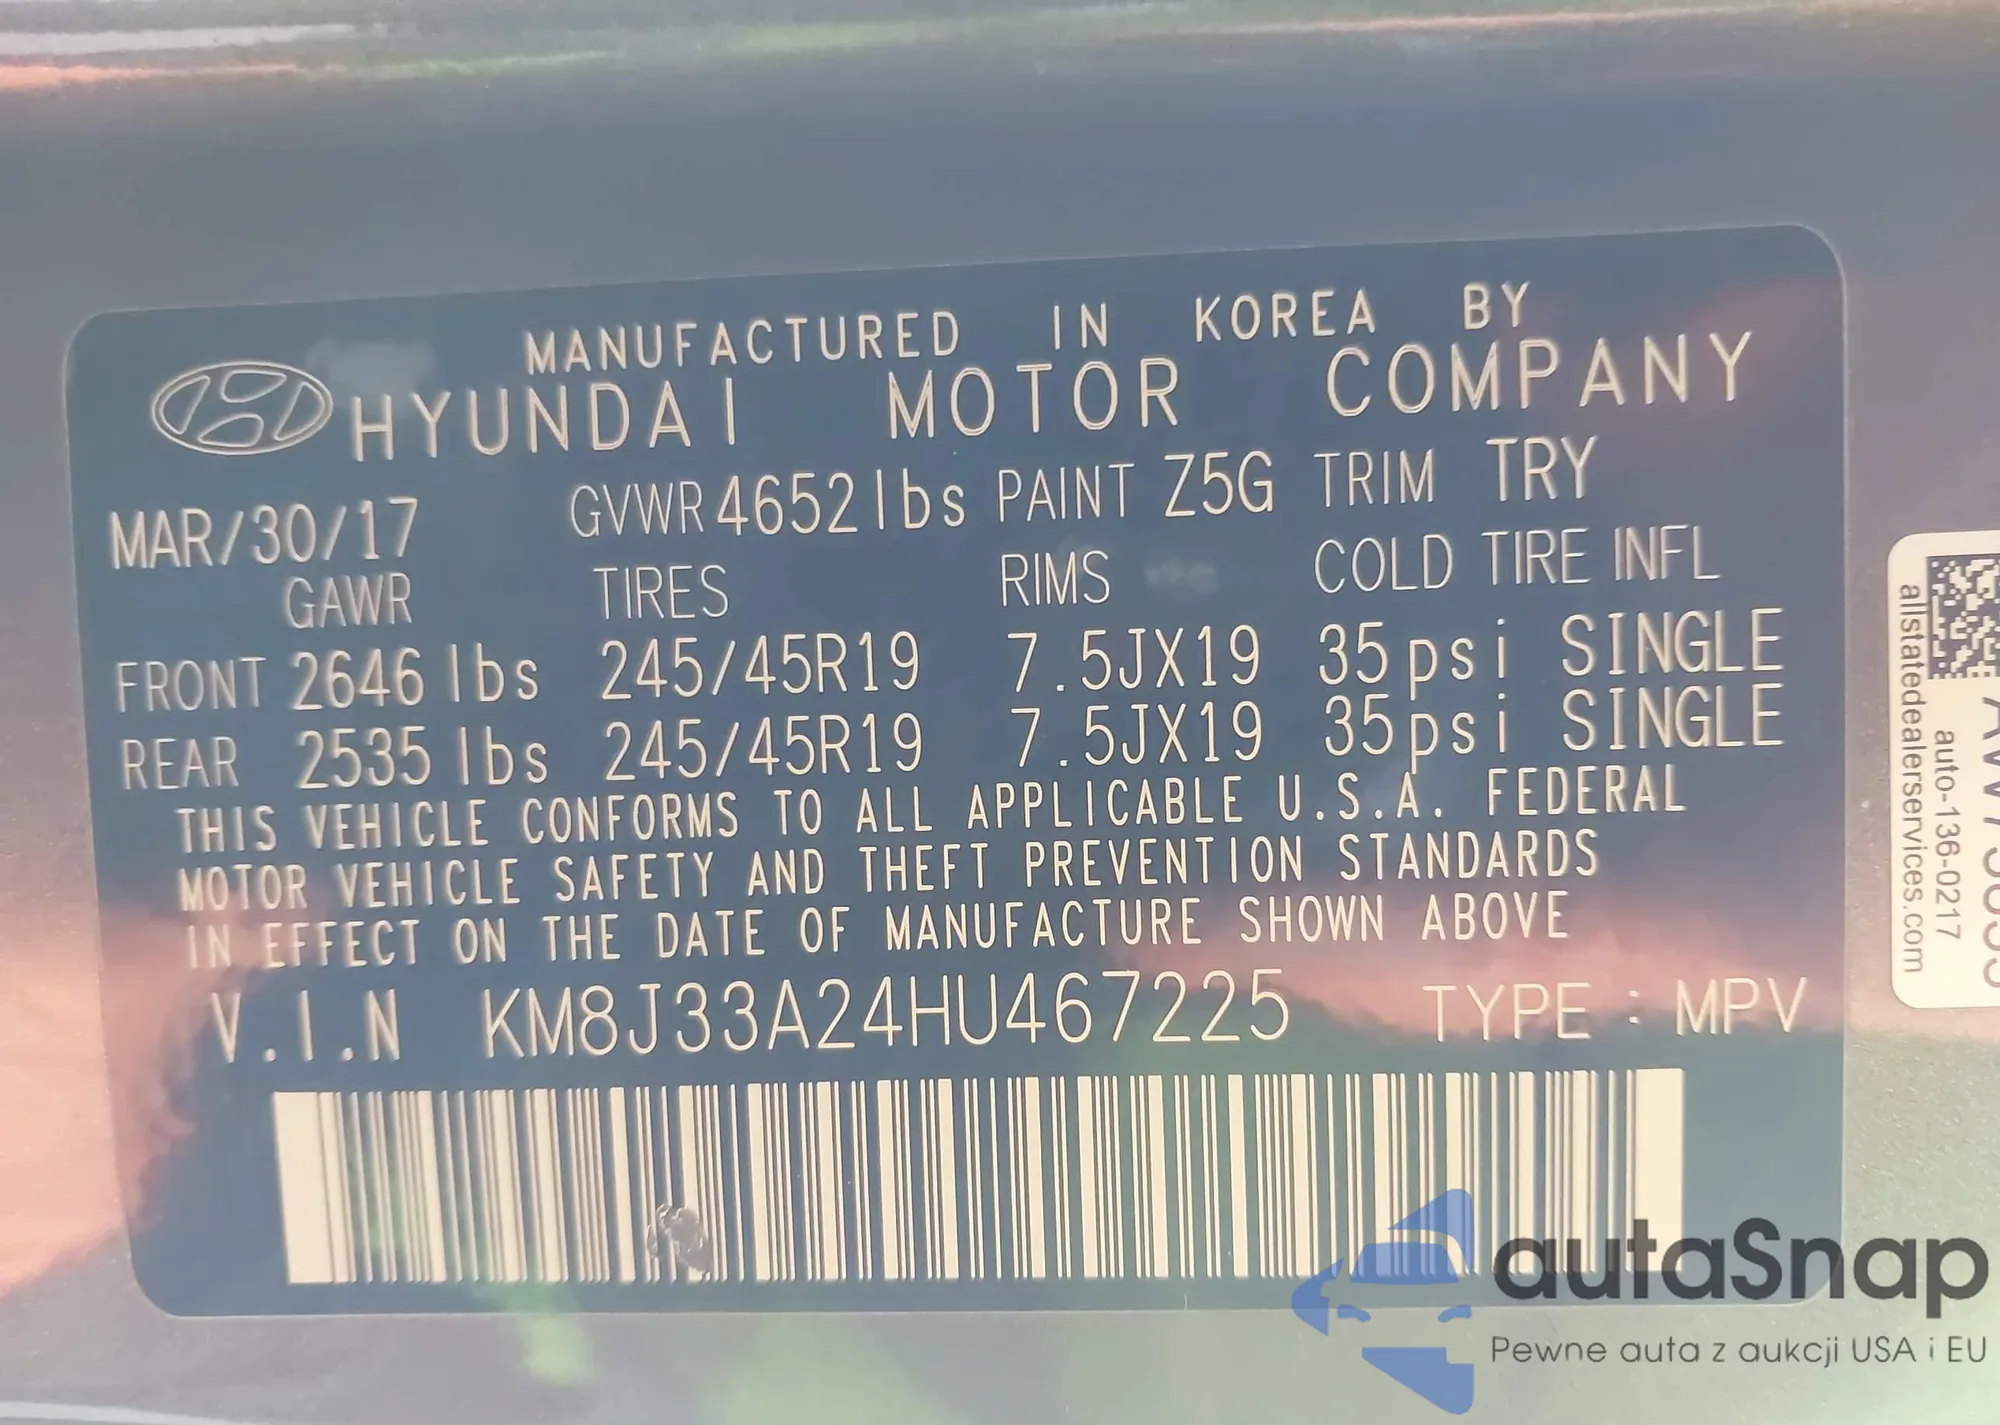 MANUFACTURED IN KOREA BY
HYUNDAI MOTOR COMPANY
MAR/30/17 GVWR 4652 lbs PAINT Z5G TRIM TRY
GAWR TIRES RIMS COLD TIRE INFL
FRONT 2646 lbs 245/45R19 7.5JX19 35psi SINGLE
REAR 2535 lbs 245/45R19 7.5JX19 35psi SINGLE
THIS VEHICLE CONFORMS TO ALL APPLICABLE U.S.A. FEDERAL
MOTOR VEHICLE SAFETY AND THEFT PREVENTION STANDARDS
IN EFFECT ON THE DATE OF MANUFACTURE SHOWN ABOVE
V.I.N KM8J33A24HU467225 TYPE : MPV
auto-136-0217
allstatedealerservices.com
autaSnap
Pewne auta z aukcji USA i EU